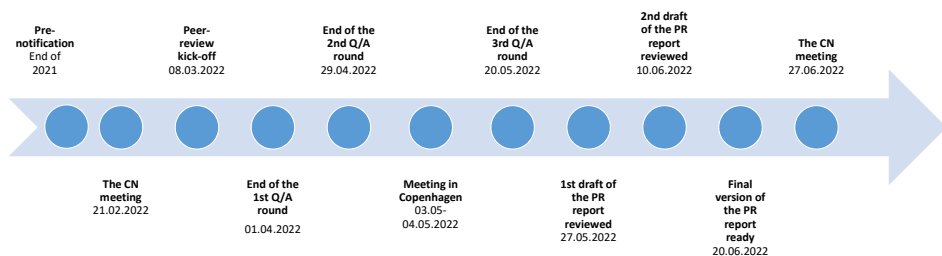 Pre-
notification
End of
2021
The CN
meeting
21.02.2022
Peer-
review
kick-off
08.03.2022
End of the
1st Q/A
round
01.04.2022
End of the
2nd Q/A
round
29.04.2022
Meeting in
Copenhagen
03.05-
04.05.2022
End of the
3rd Q/A
round
20.05.2022
1st draft of
the PR
report
reviewed
27.05.2022
2nd draft
of the PR
report
reviewed
10.06.2022
Final
version of
the PR
report
ready
20.06.2022
The CN
meeting
27.06.2022